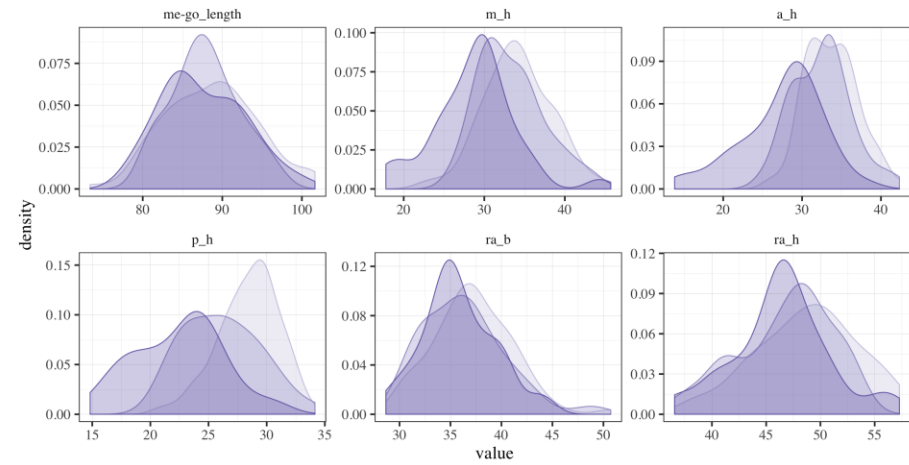 me-go_length m_h a_h
0.075 0.050 0.025 0.000
0.100 0.075 0.050 0.025 0.000
0.09 0.06 0.03 0.00
80 90 100
20 30 40
20 30 40
density
p_h ra_b ra_h
0.15 0.10 0.05 0.00
0.12 0.08 0.04 0.00
0.12 0.09 0.06 0.03 0.00
15 20 25 30 35
30 35 40 45 50
40 45 50 55
value